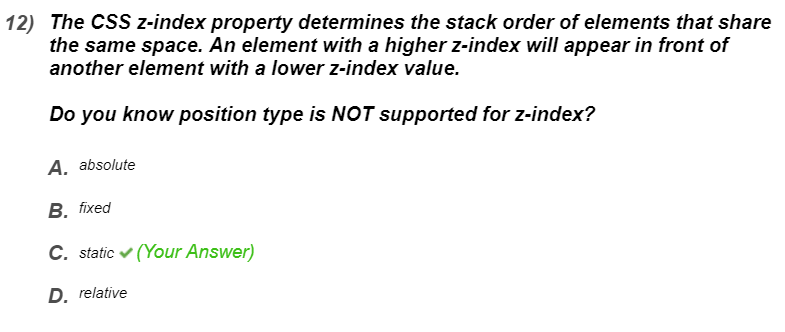 12) The CSS z-index property determines the stack order of elements that share
the same space. An element with a higher z-index will appear in front of
another element with a lower z-index value.
Do you know position type is NOT supported for z-index?
A. absolute
B. fixed
C. static ✔ (Your Answer)
D. relative